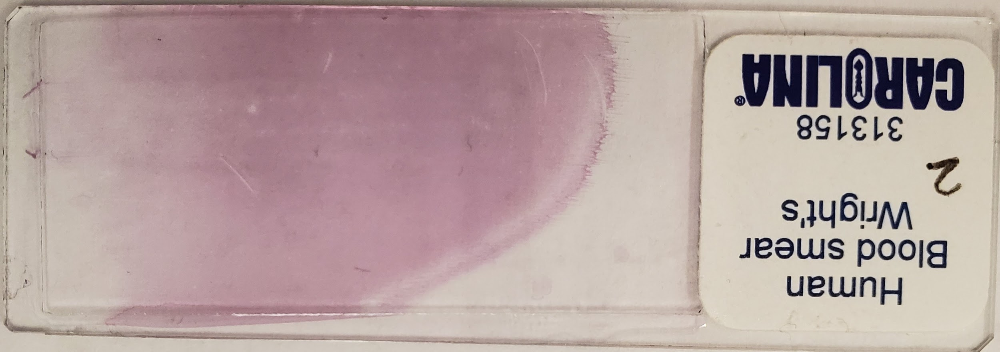 Human
Blood smear
Wright's
2
313158
CAROLINA®